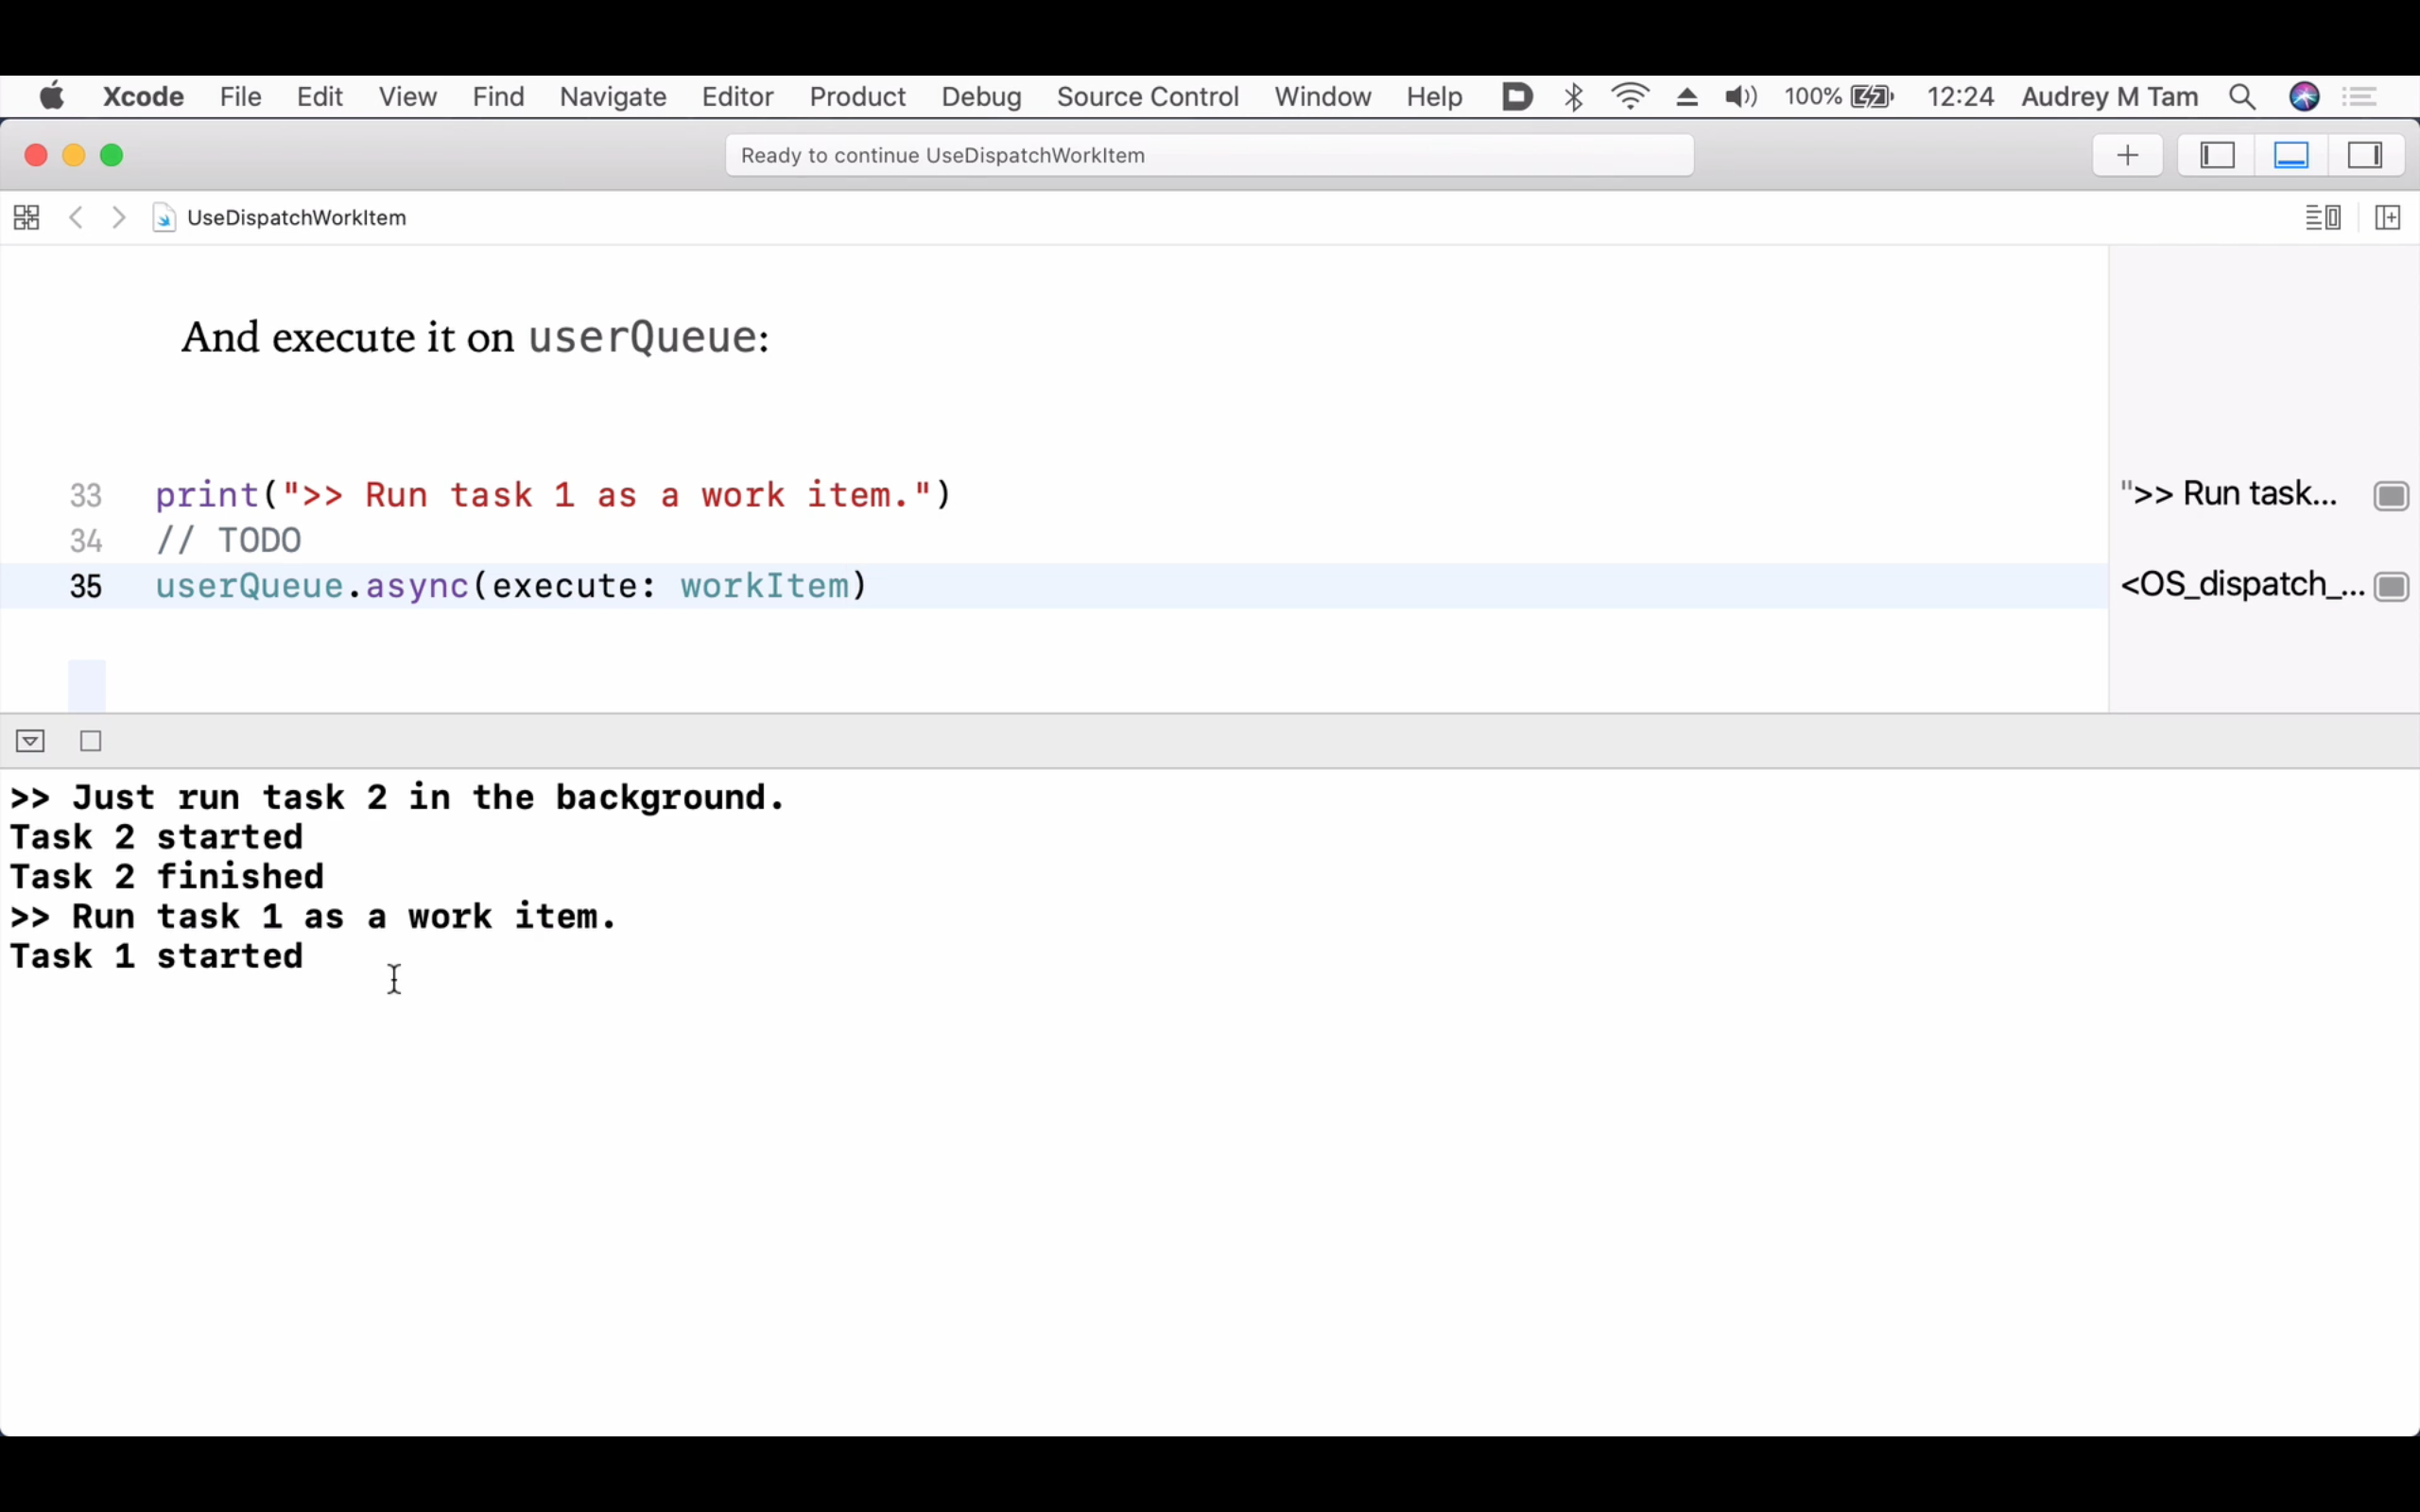 Xcode File Edit View Find Navigate Editor Product Debug Source Control Window Help 100% 12:24 Audrey M Tam
Ready to continue UseDispatchWorkItem
UseDispatchWorkItem
And execute it on userQueue:
33 print(">> Run task 1 as a work item.") ">> Run task...
34 // TODO
35 userQueue.async(execute: workItem) <OS_dispatch_...
>> Just run task 2 in the background.
Task 2 started
Task 2 finished
>> Run task 1 as a work item.
Task 1 started